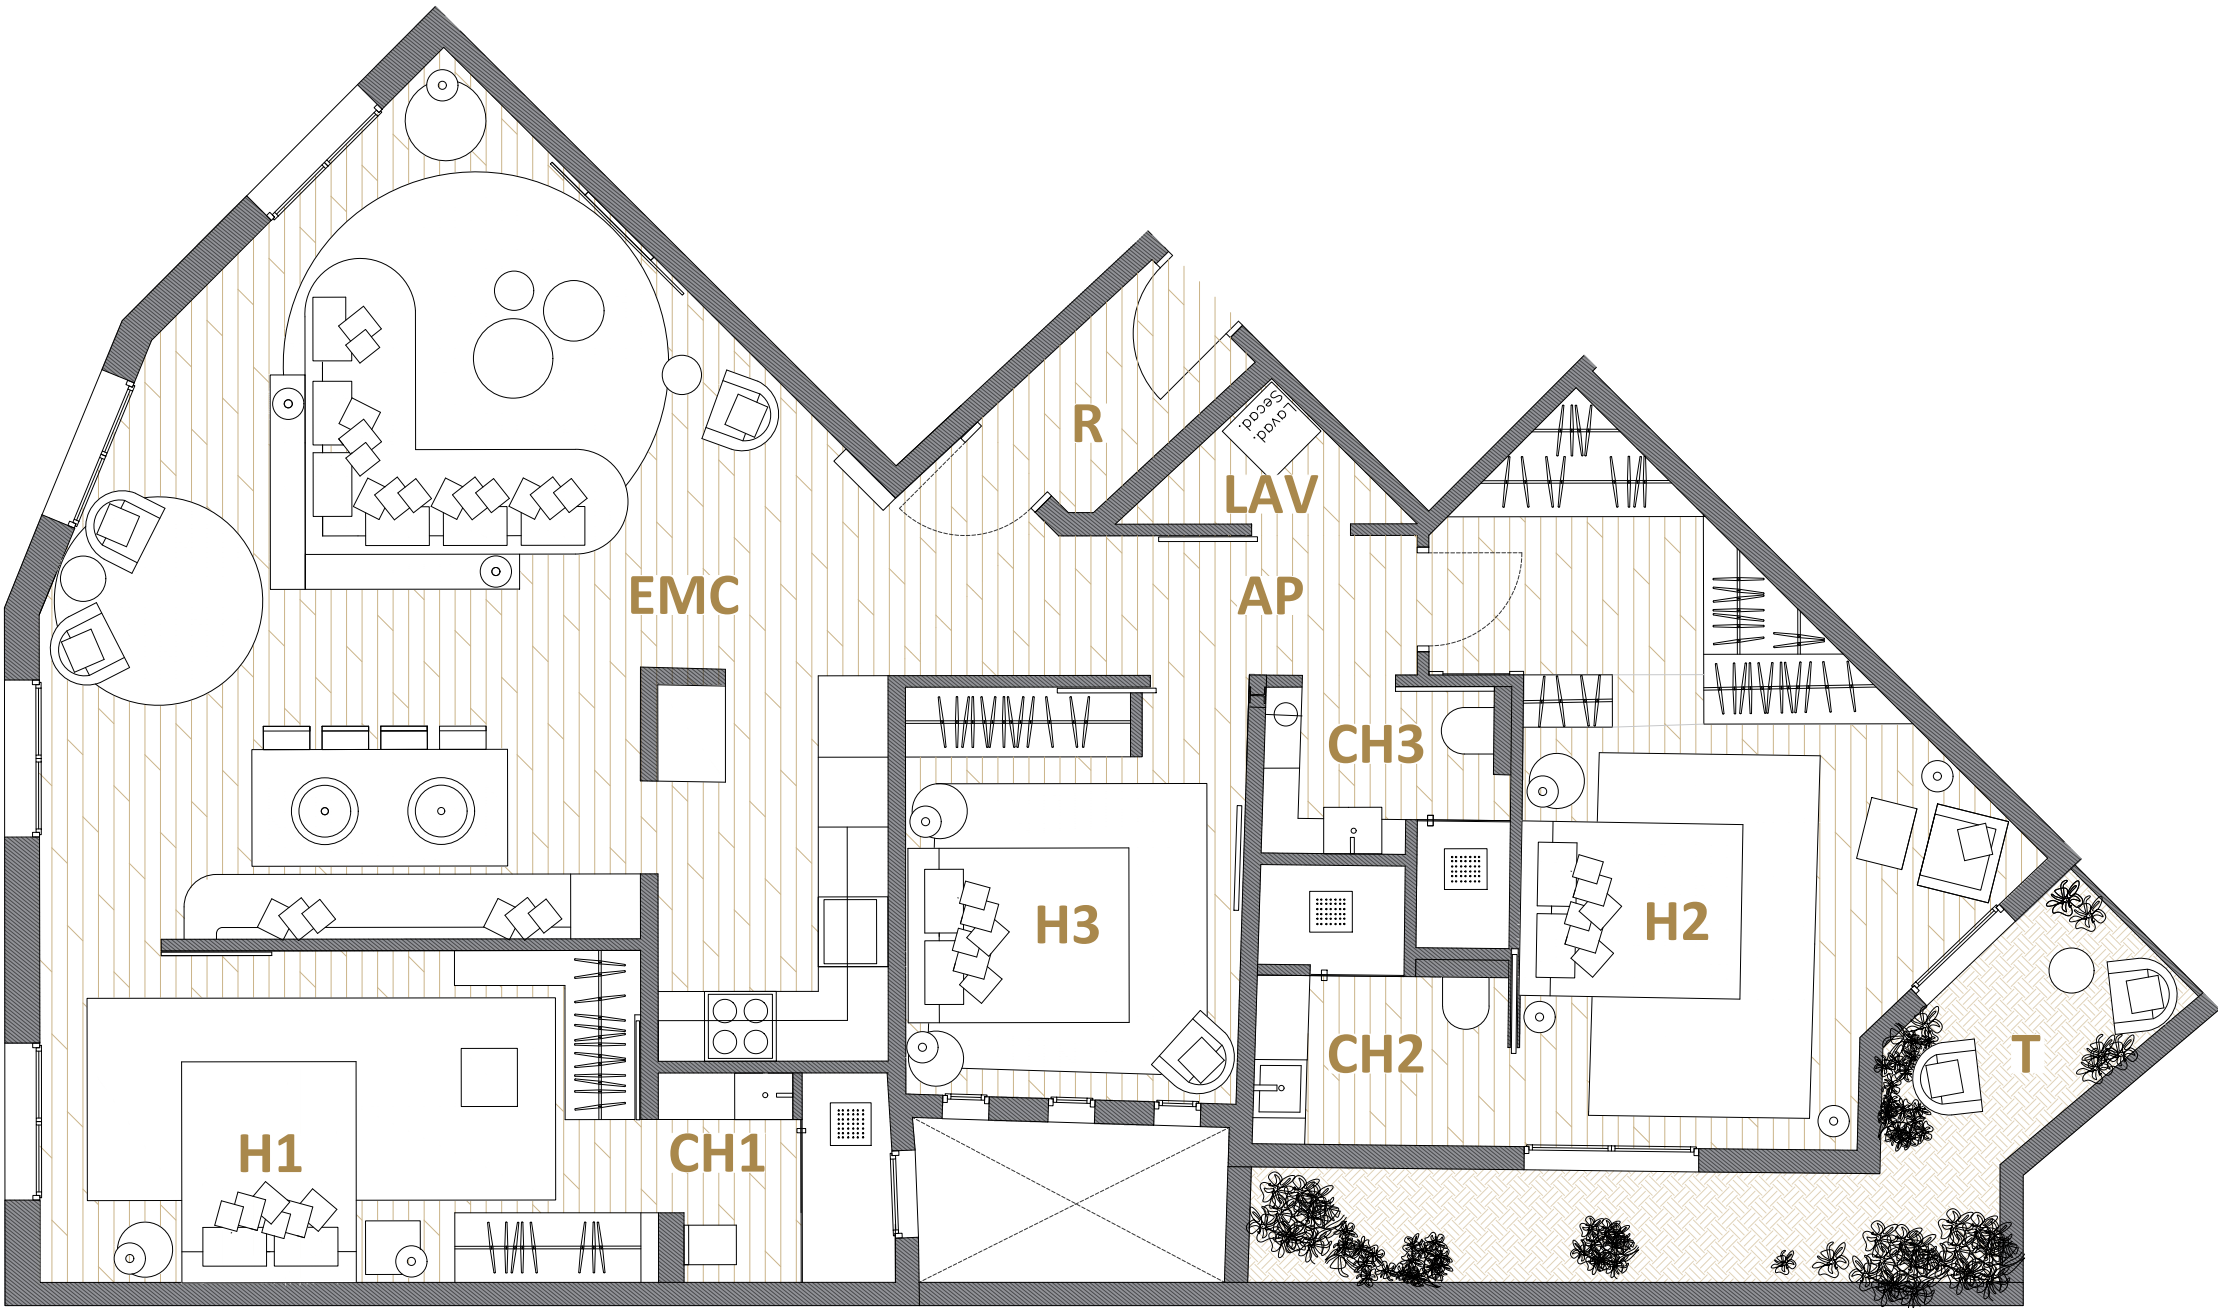 R
Lavad.
Secad.
LAV
EMC
AP
CH3
H3
H2
CH2
T
CH1
H1